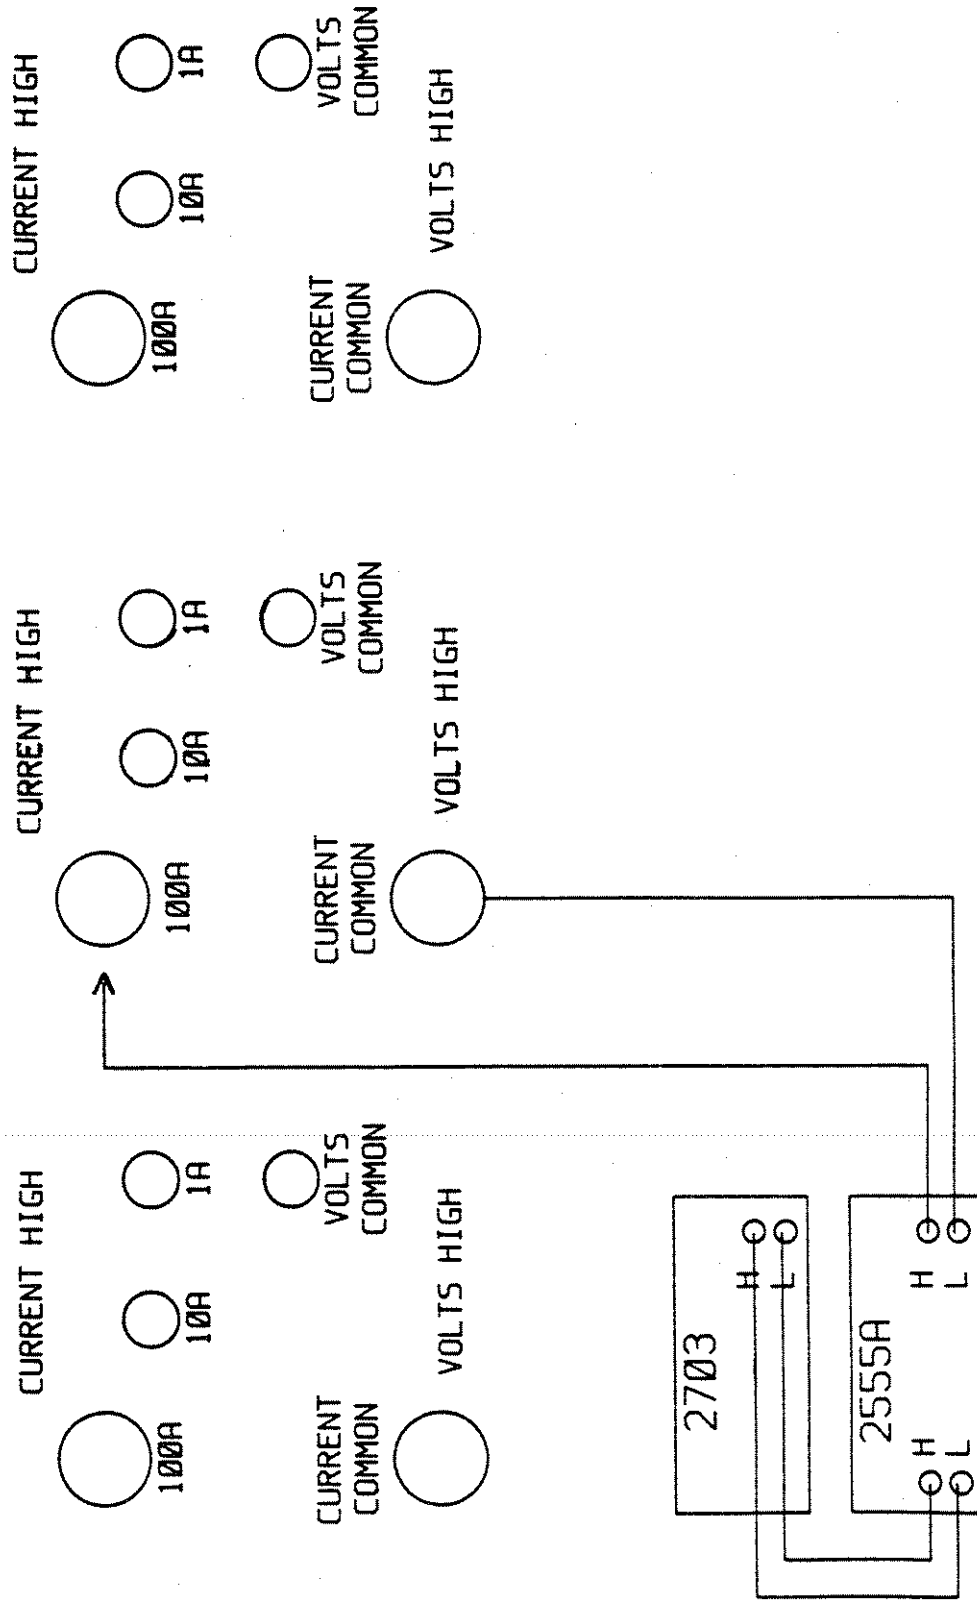 CURRENT HIGH
100A
10A
1A
CURRENT
COMMON
VOLTS
COMMON
VOLTS HIGH
CURRENT HIGH
100A
10A
1A
CURRENT
COMMON
VOLTS
COMMON
VOLTS HIGH
CURRENT HIGH
100A
10A
1A
CURRENT
COMMON
VOLTS
COMMON
VOLTS HIGH
2703
H
L
2555A
H
L
H
L